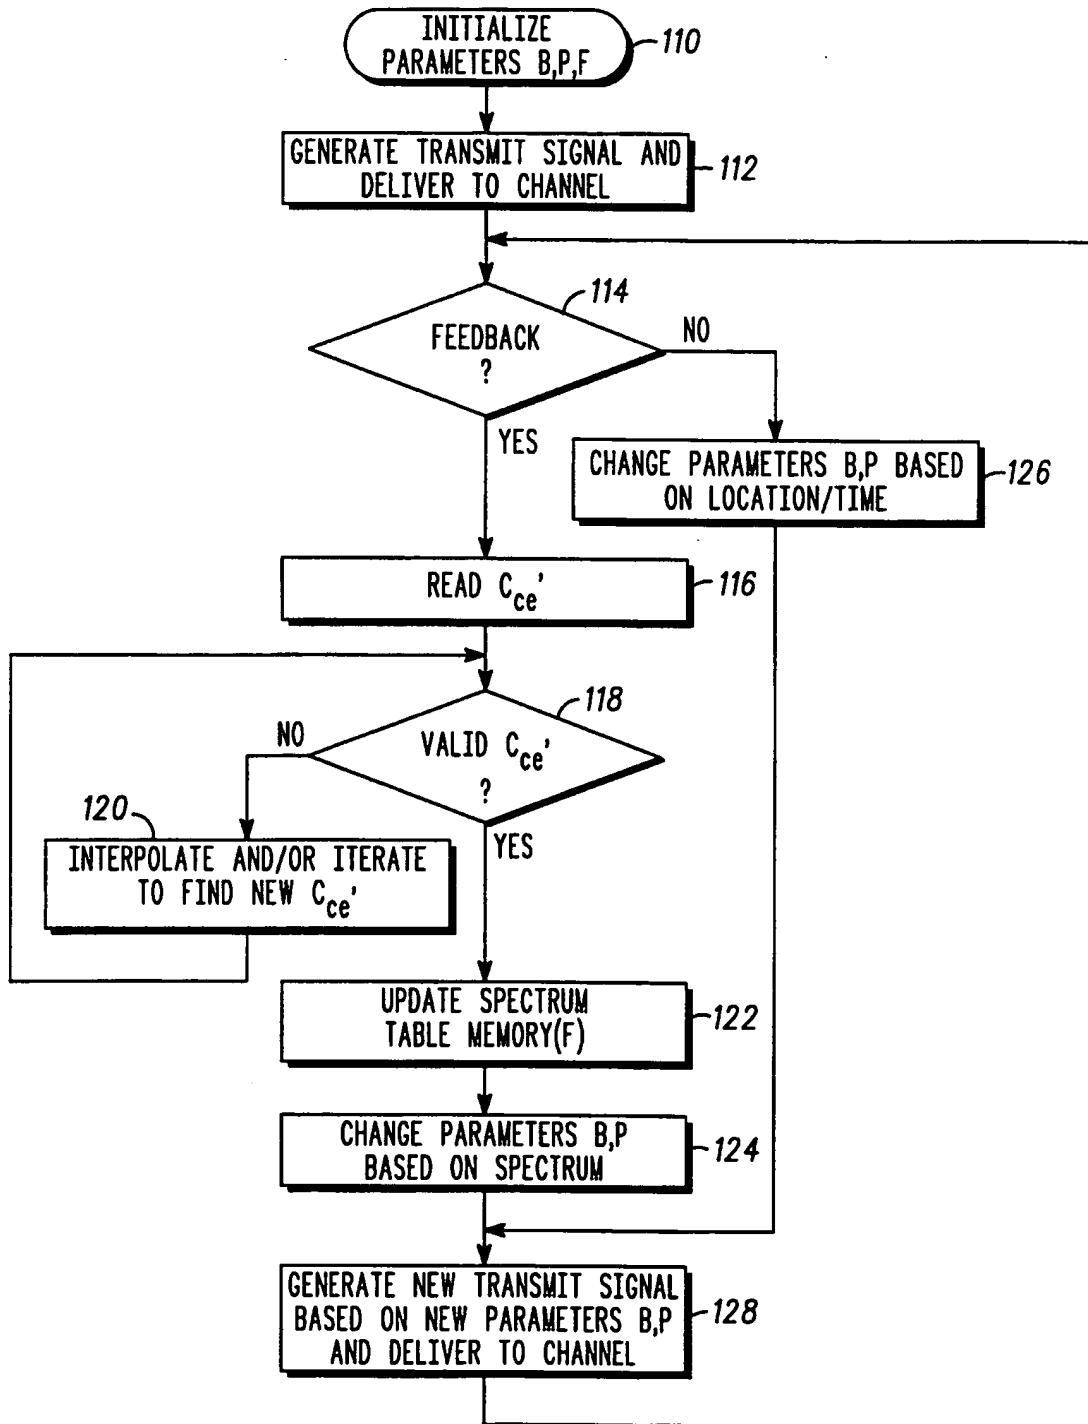 INITIALIZE
PARAMETERS B,P,F
110
GENERATE TRANSMIT SIGNAL AND
DELIVER TO CHANNEL
112
114
FEEDBACK
?
NO
YES
CHANGE PARAMETERS B,P BASED
ON LOCATION/TIME
126
READ Cce'
116
118
VALID Cce'
?
NO
YES
120
INTERPOLATE AND/OR ITERATE
TO FIND NEW Cce'
UPDATE SPECTRUM
TABLE MEMORY(F)
122
CHANGE PARAMETERS B,P
BASED ON SPECTRUM
124
GENERATE NEW TRANSMIT SIGNAL
BASED ON NEW PARAMETERS B,P
AND DELIVER TO CHANNEL
128